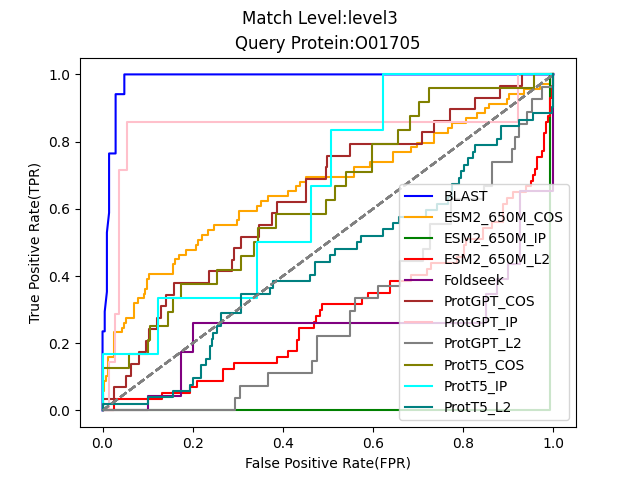 Match Level:level3
Query Protein:O01705
True Positive Rate(TPR)
1.0
0.8
0.6
0.4
0.2
0.0
0.0 0.2 0.4 0.6 0.8 1.0
False Positive Rate(FPR)
BLAST
ESM2_650M_COS
ESM2_650M_IP
ESM2_650M_L2
Foldseek
ProtGPT_COS
ProtGPT_IP
ProtGPT_L2
ProtT5_COS
ProtT5_IP
ProtT5_L2